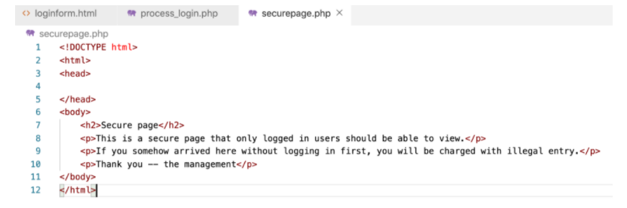 loginform.html process_login.php securepage.php ×
securepage.php
1 <!DOCTYPE html>
2 <html>
3 <head>
4
5 </head>
6 <body>
7 <h2>Secure page</h2>
8 <p>This is a secure page that only logged in users should be able to view.</p>
9 <p>If you somehow arrived here without logging in first, you will be charged with illegal entry.</p>
10 <p>Thank you -- the management</p>
11 </body>
12 </html>